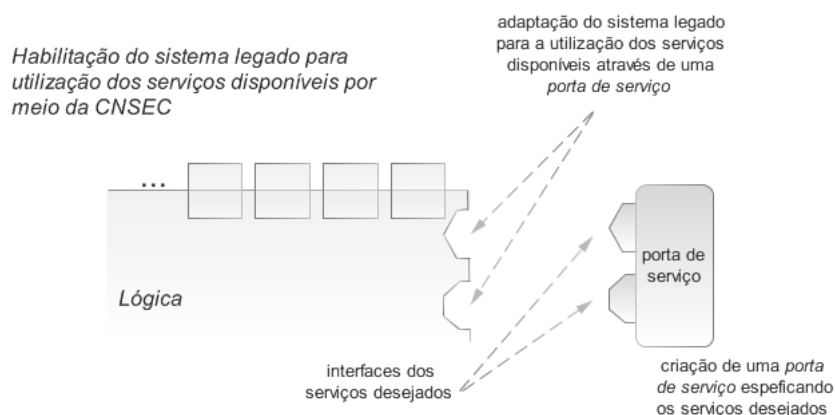 Habilitação do sistema legado para
utilização dos serviços disponíveis por
meio da CNSEC
adaptação do sistema legado
para a utilização dos serviços
disponíveis através de uma
porta de serviço
...
Lógica
porta de
serviço
interfaces dos
serviços desejados
criação de uma porta
de serviço espeficando
os serviços desejados